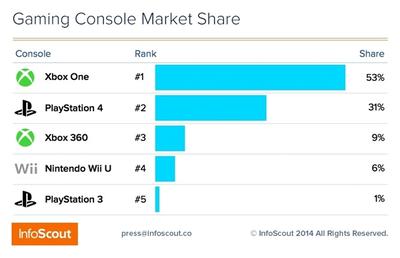 Gaming Console Market Share
Console Rank Share
Xbox One #1 53%
PlayStation 4 #2 31%
Xbox 360 #3 9%
Wii Nintendo Wii U #4 6%
PlayStation 3 #5 1%
InfoScout press@infoscout.co © InfoScout 2014 All Rights Reserved.